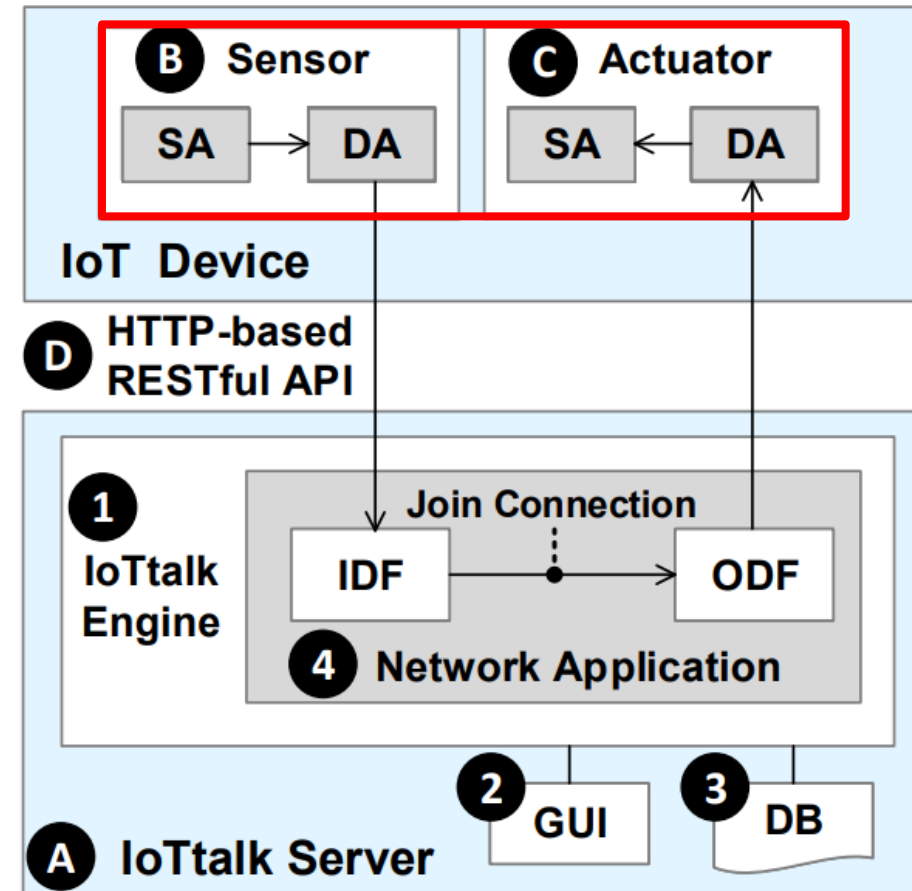 B Sensor
C Actuator
SA
DA
SA
DA
IoT Device
D HTTP-based
RESTful API
1
IoTtalk
Engine
Join Connection
IDF
ODF
4 Network Application
2 GUI
3 DB
A IoTtalk Server